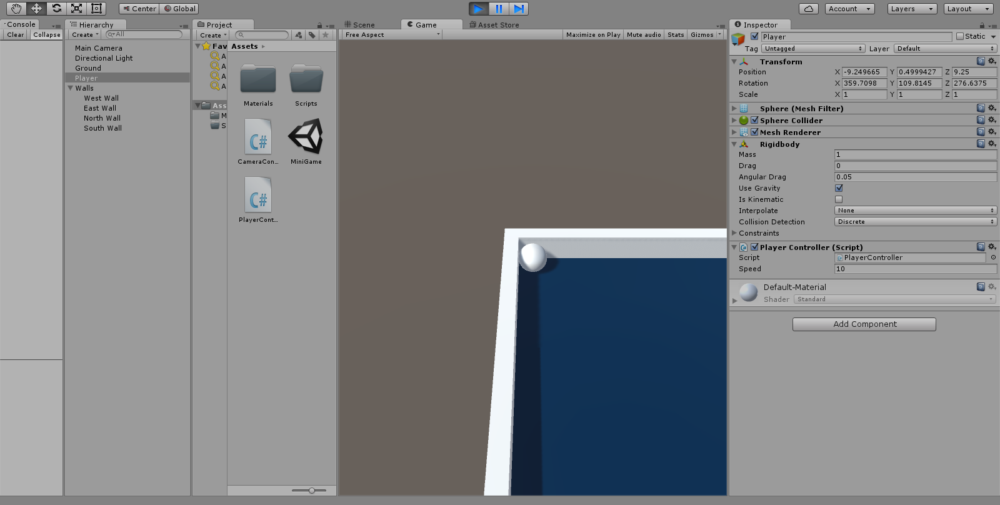 Center Global Account Layers Layout
Console
Clear Collapse
Hierarchy
Create All
Main Camera
Directional Light
Ground
Player
Walls
West Wall
East Wall
North Wall
South Wall
Project
Create
Fav
A
A
A
A
Ass
M
S
Assets
Materials Scripts
CameraCon... MiniGame
PlayerCont...
Scene Game Asset Store
Free Aspect Maximize on Play Mute audio Stats Gizmos
Inspector
Player Static
Tag Untagged Layer Default
Transform
Position X -9.249665 Y 0.4999427 Z 9.25
Rotation X 359.7098 Y 109.8145 Z 276.6375
Scale X 1 Y 1 Z 1
Sphere (Mesh Filter)
Sphere Collider
Mesh Renderer
Rigidbody
Mass 1
Drag 0
Angular Drag 0.05
Use Gravity
Is Kinematic
Interpolate None
Collision Detection Discrete
Constraints
Player Controller (Script)
Script PlayerController
Speed 10
Default-Material
Shader Standard
Add Component